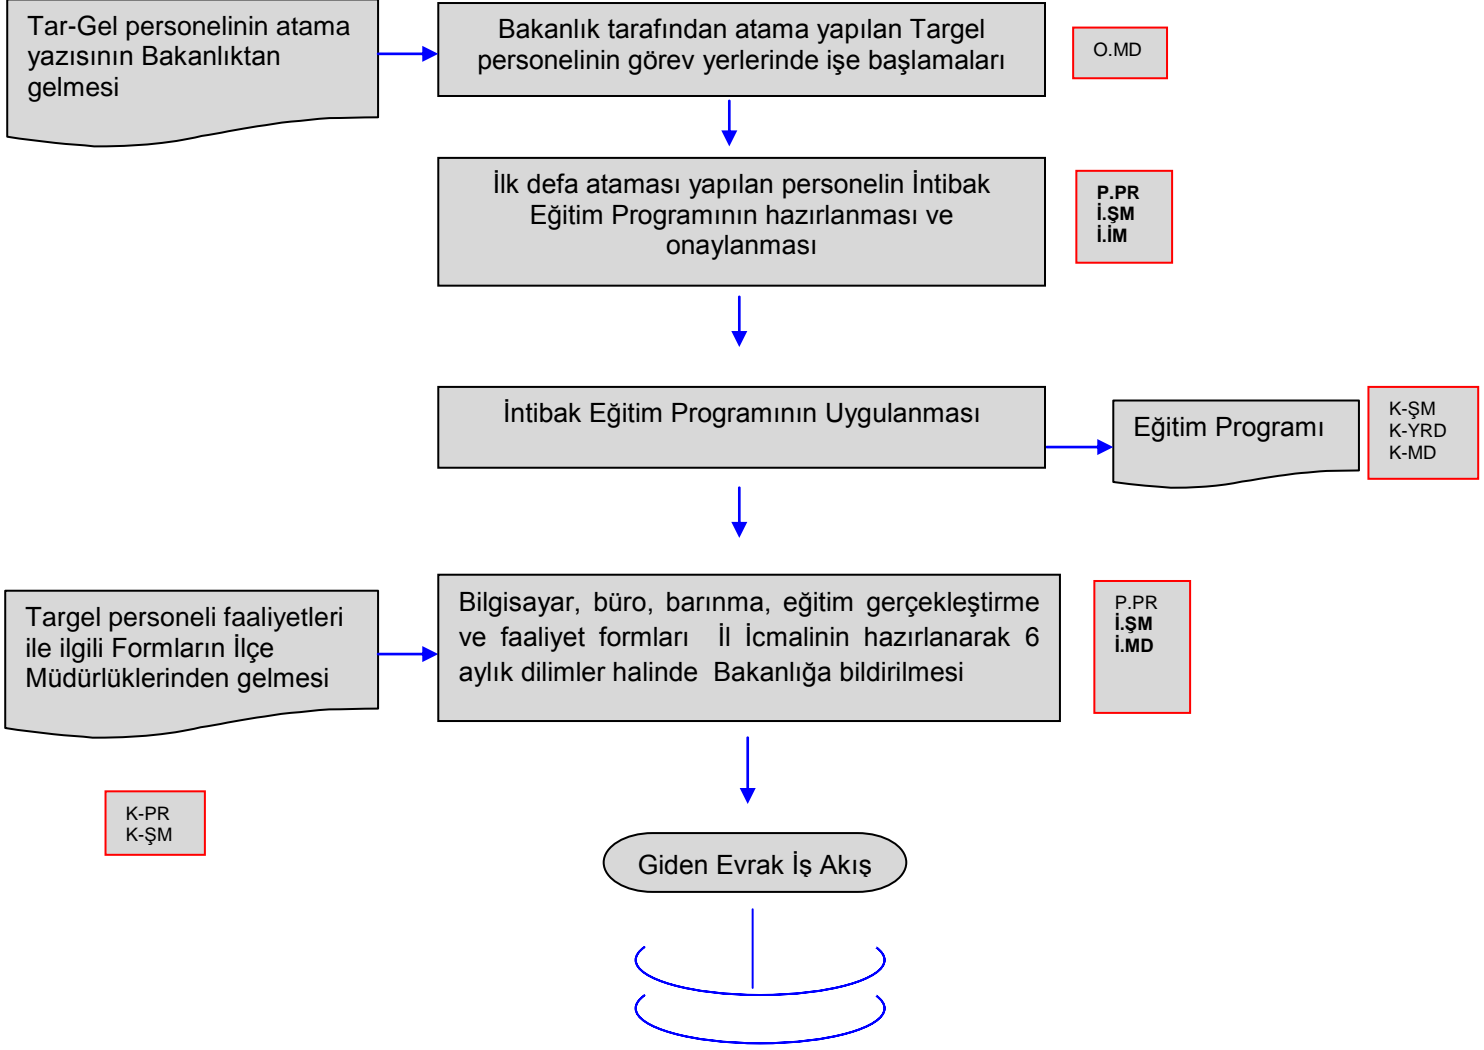 Tar-Gel personelinin atama
yazısının Bakanlıktan
gelmesi
Bakanlık tarafından atama yapılan Targel
personelinin görev yerlerinde işe başlamaları
O.MD
İlk defa ataması yapılan personelin İntibak
Eğitim Programının hazırlanması ve
onaylanması
P.PR
İ.ŞM
İ.İM
İntibak Eğitim Programının Uygulanması
Eğitim Programı
K-ŞM
K-YRD
K-MD
Targel personeli faaliyetleri
ile ilgili Formların İlçe
Müdürlüklerinden gelmesi
Bilgisayar, büro, barınma, eğitim gerçekleştirme
ve faaliyet formları İl İcmalinin hazırlanarak 6
aylık dilimler halinde Bakanlığa bildirilmesi
P.PR
İ.ŞM
İ.MD
K-PR
K-ŞM
Giden Evrak İş Akış